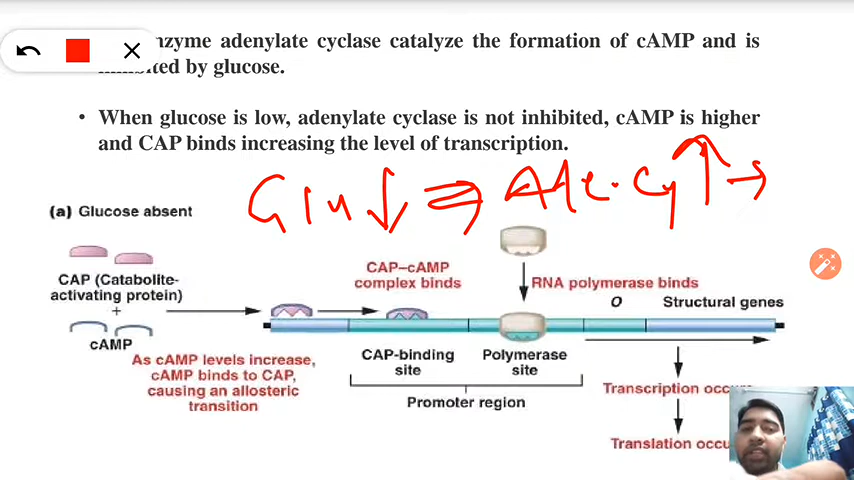 nzyme adenylate cyclase catalyze the formation of cAMP and is
inhibited by glucose.
• When glucose is low, adenylate cyclase is not inhibited, cAMP is higher
and CAP binds increasing the level of transcription.
Glu ↓ ⇒ Ade. Cy ↑ →
(a) Glucose absent
CAP (Catabolite-
activating protein)
+
cAMP
As cAMP levels increase,
cAMP binds to CAP,
causing an allosteric
transition
CAP–cAMP
complex binds
RNA polymerase binds
O
Structural genes
CAP-binding
site
Polymerase
site
Promoter region
Transcription occu
Translation occu